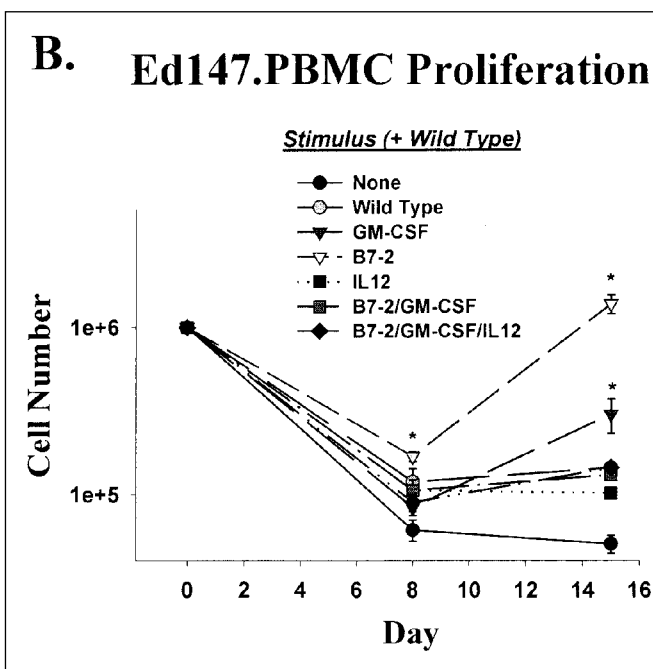 B. Ed147.PBMC Proliferation
Stimulus (+ Wild Type)
None
Wild Type
GM-CSF
B7-2
IL12
B7-2/GM-CSF
B7-2/GM-CSF/IL12
*
*
*
1e+6
1e+5
Cell Number
0 2 4 6 8 10 12 14 16
Day